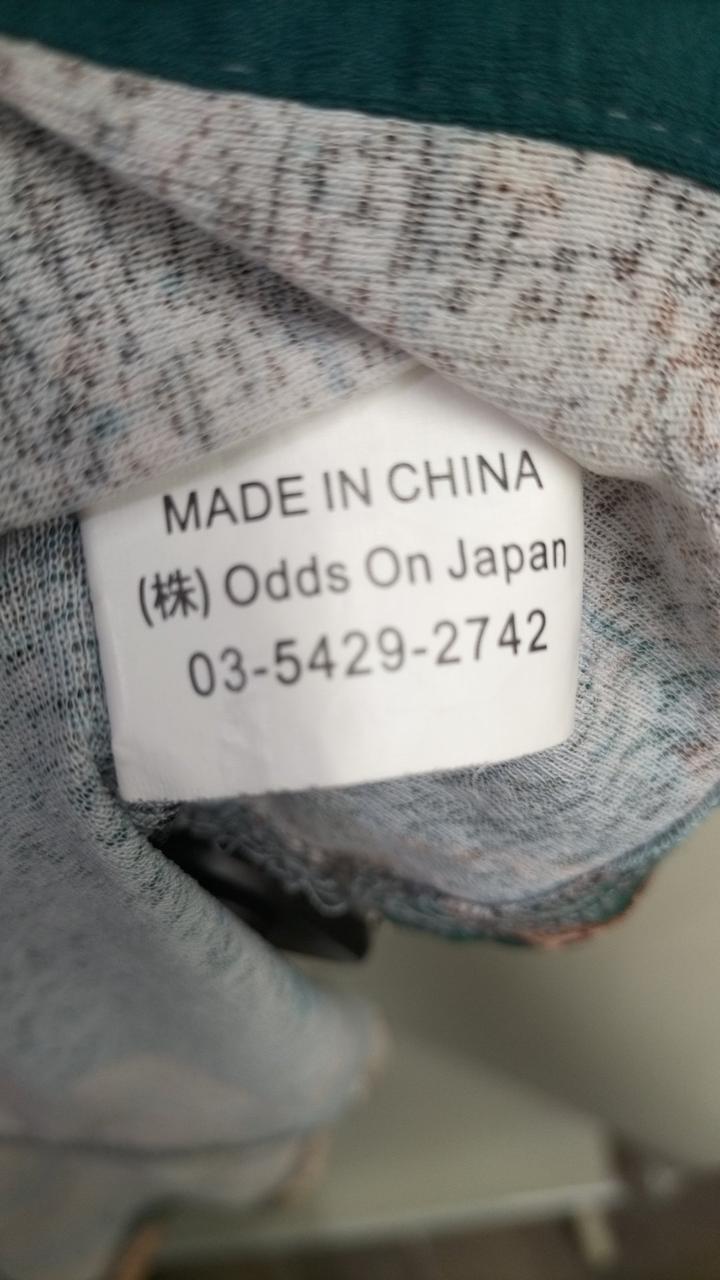 MADE IN CHINA
(株) Odds On Japan
03-5429-2742